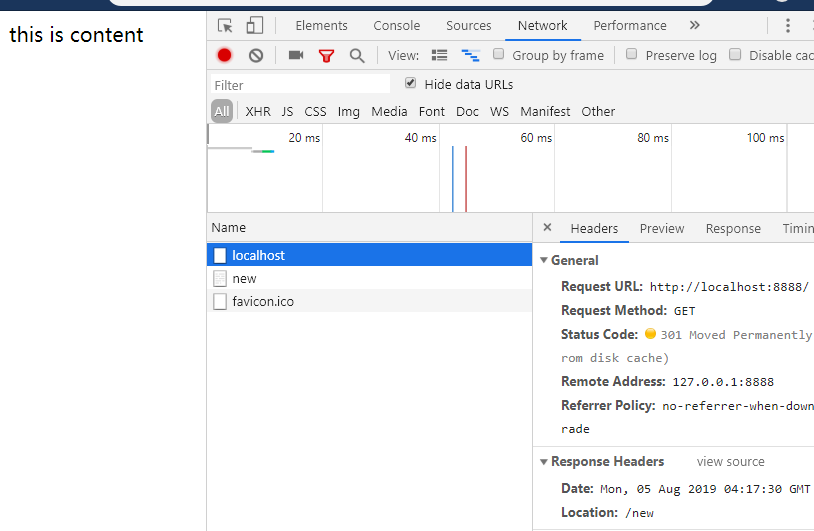 this is content
Elements Console Sources Network Performance »
View: Group by frame Preserve log Disable cac
Filter Hide data URLs
All XHR JS CSS Img Media Font Doc WS Manifest Other
20 ms 40 ms 60 ms 80 ms 100 ms
Name
localhost
new
favicon.ico
× Headers Preview Response Timin
General
Request URL: http://localhost:8888/
Request Method: GET
Status Code: 301 Moved Permanently
rom disk cache)
Remote Address: 127.0.0.1:8888
Referrer Policy: no-referrer-when-down
rade
Response Headers view source
Date: Mon, 05 Aug 2019 04:17:30 GMT
Location: /new